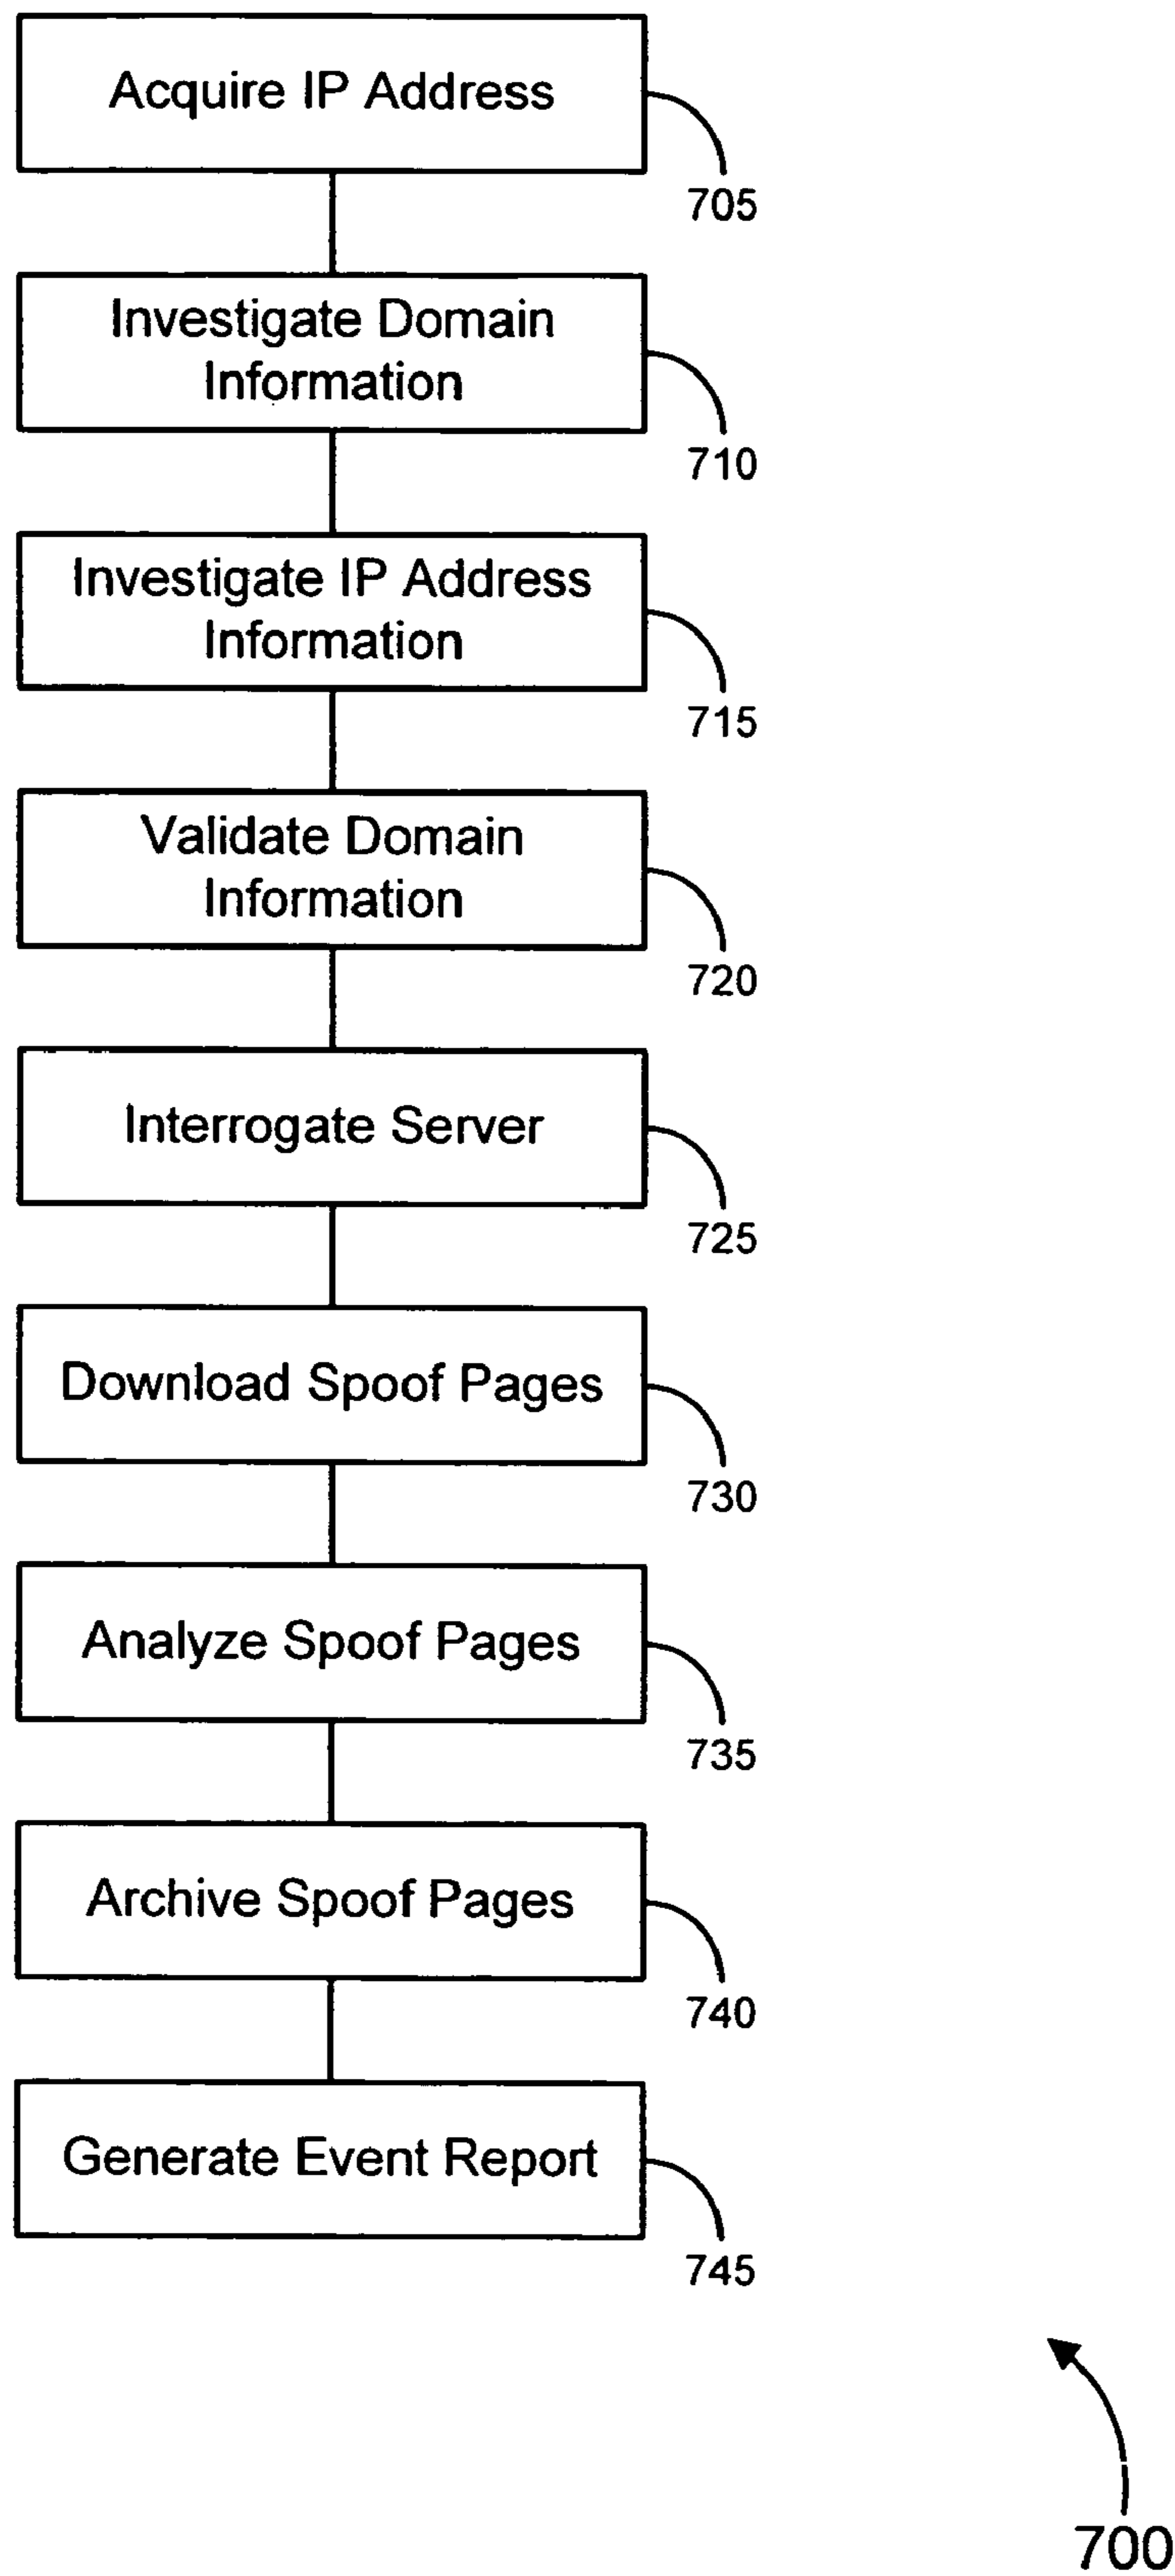 Acquire IP Address
705
Investigate Domain
Information
710
Investigate IP Address
Information
715
Validate Domain
Information
720
Interrogate Server
725
Download Spoof Pages
730
Analyze Spoof Pages
735
Archive Spoof Pages
740
Generate Event Report
745
700